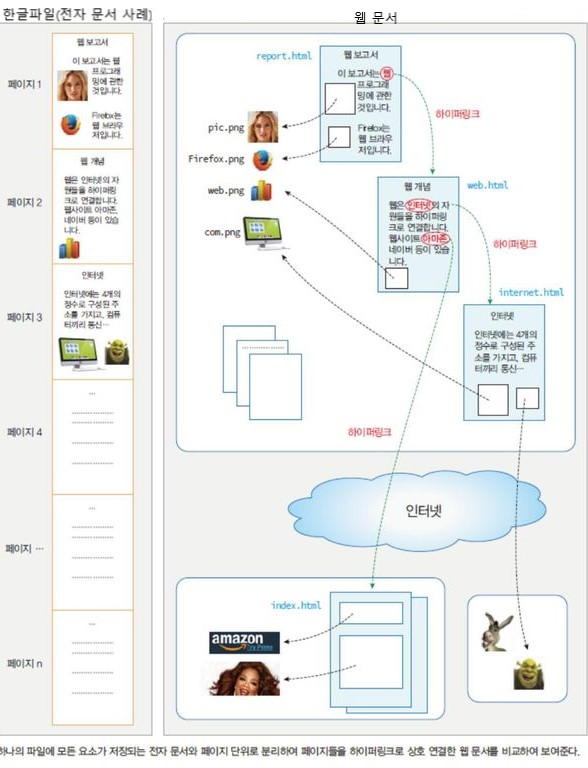 한글파일(전자 문서 사례)
페이지 1
웹 보고서
이 보고서는 웹
프로그래
밍에 관한
것입니다.
Firefox는
웹 브라우
저입니다.
페이지 2
웹 개념
웹은 인터넷의 자
원들을 하이퍼링
크로 연결합니다.
웹사이트 아마존,
네이버 등이 있습
니다.
페이지 3
인터넷
인터넷에는 4개의
정수로 구성된 주
소를 가지고, 컴퓨
터끼리 통신…
페이지 4
…
페이지 …
…
페이지 n
…
웹 문서
report.html
웹 보고서
이 보고서는 웹
프로그래
밍에 관한
것입니다.
Firefox는
웹 브라우
저입니다.
pic.png
Firefox.png
web.png
com.png
하이퍼링크
web.html
웹 개념
웹은 인터넷의 자
원들을 하이퍼링
크로 연결합니다.
웹사이트 아마존,
네이버 등이 있습
니다.
하이퍼링크
internet.html
인터넷
인터넷에는 4개의
정수로 구성된 주
소를 가지고, 컴퓨
터끼리 통신…
하이퍼링크
인터넷
index.html
amazon
하나의 파일에 모든 요소가 저장되는 전자 문서와 페이지 단위로 분리하여 페이지들을 하이퍼링크로 상호 연결한 웹 문서를 비교하여 보여준다.